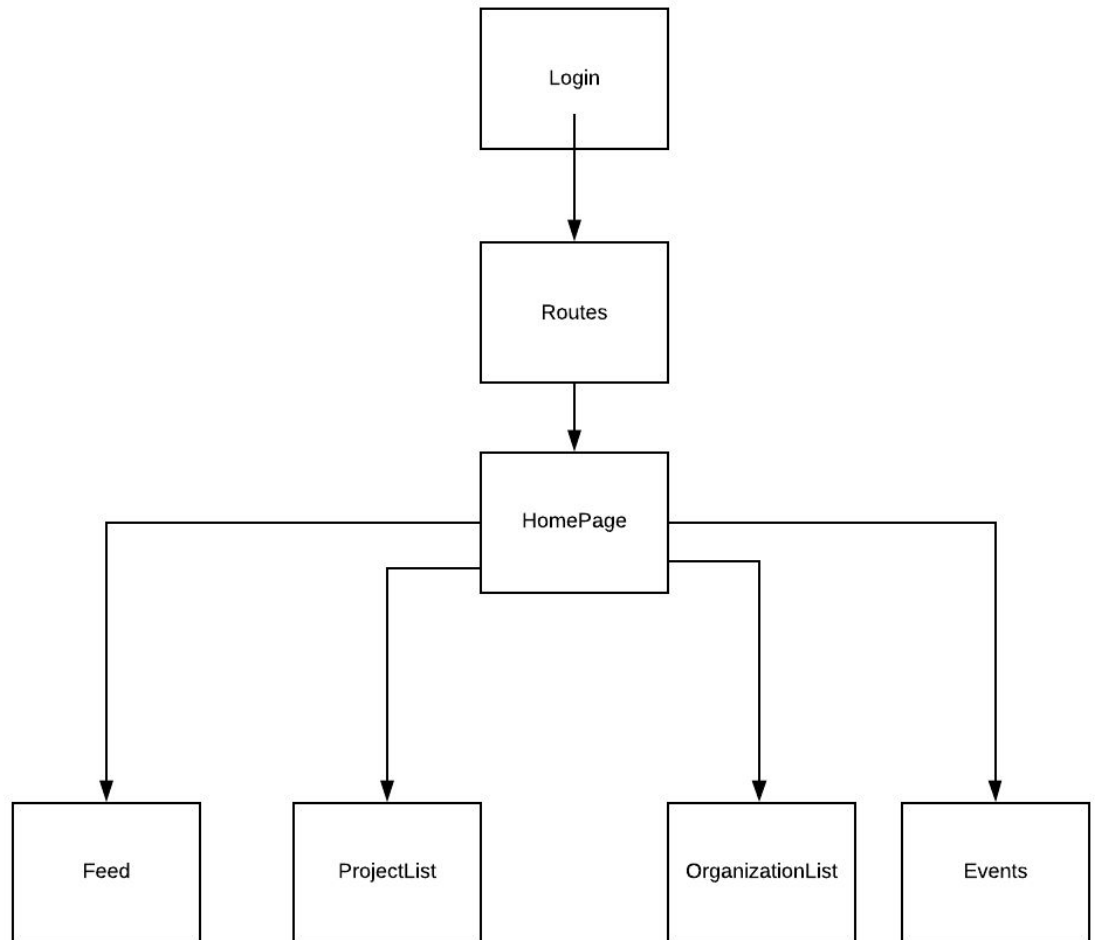 Login
Routes
HomePage
Feed
ProjectList
OrganizationList
Events